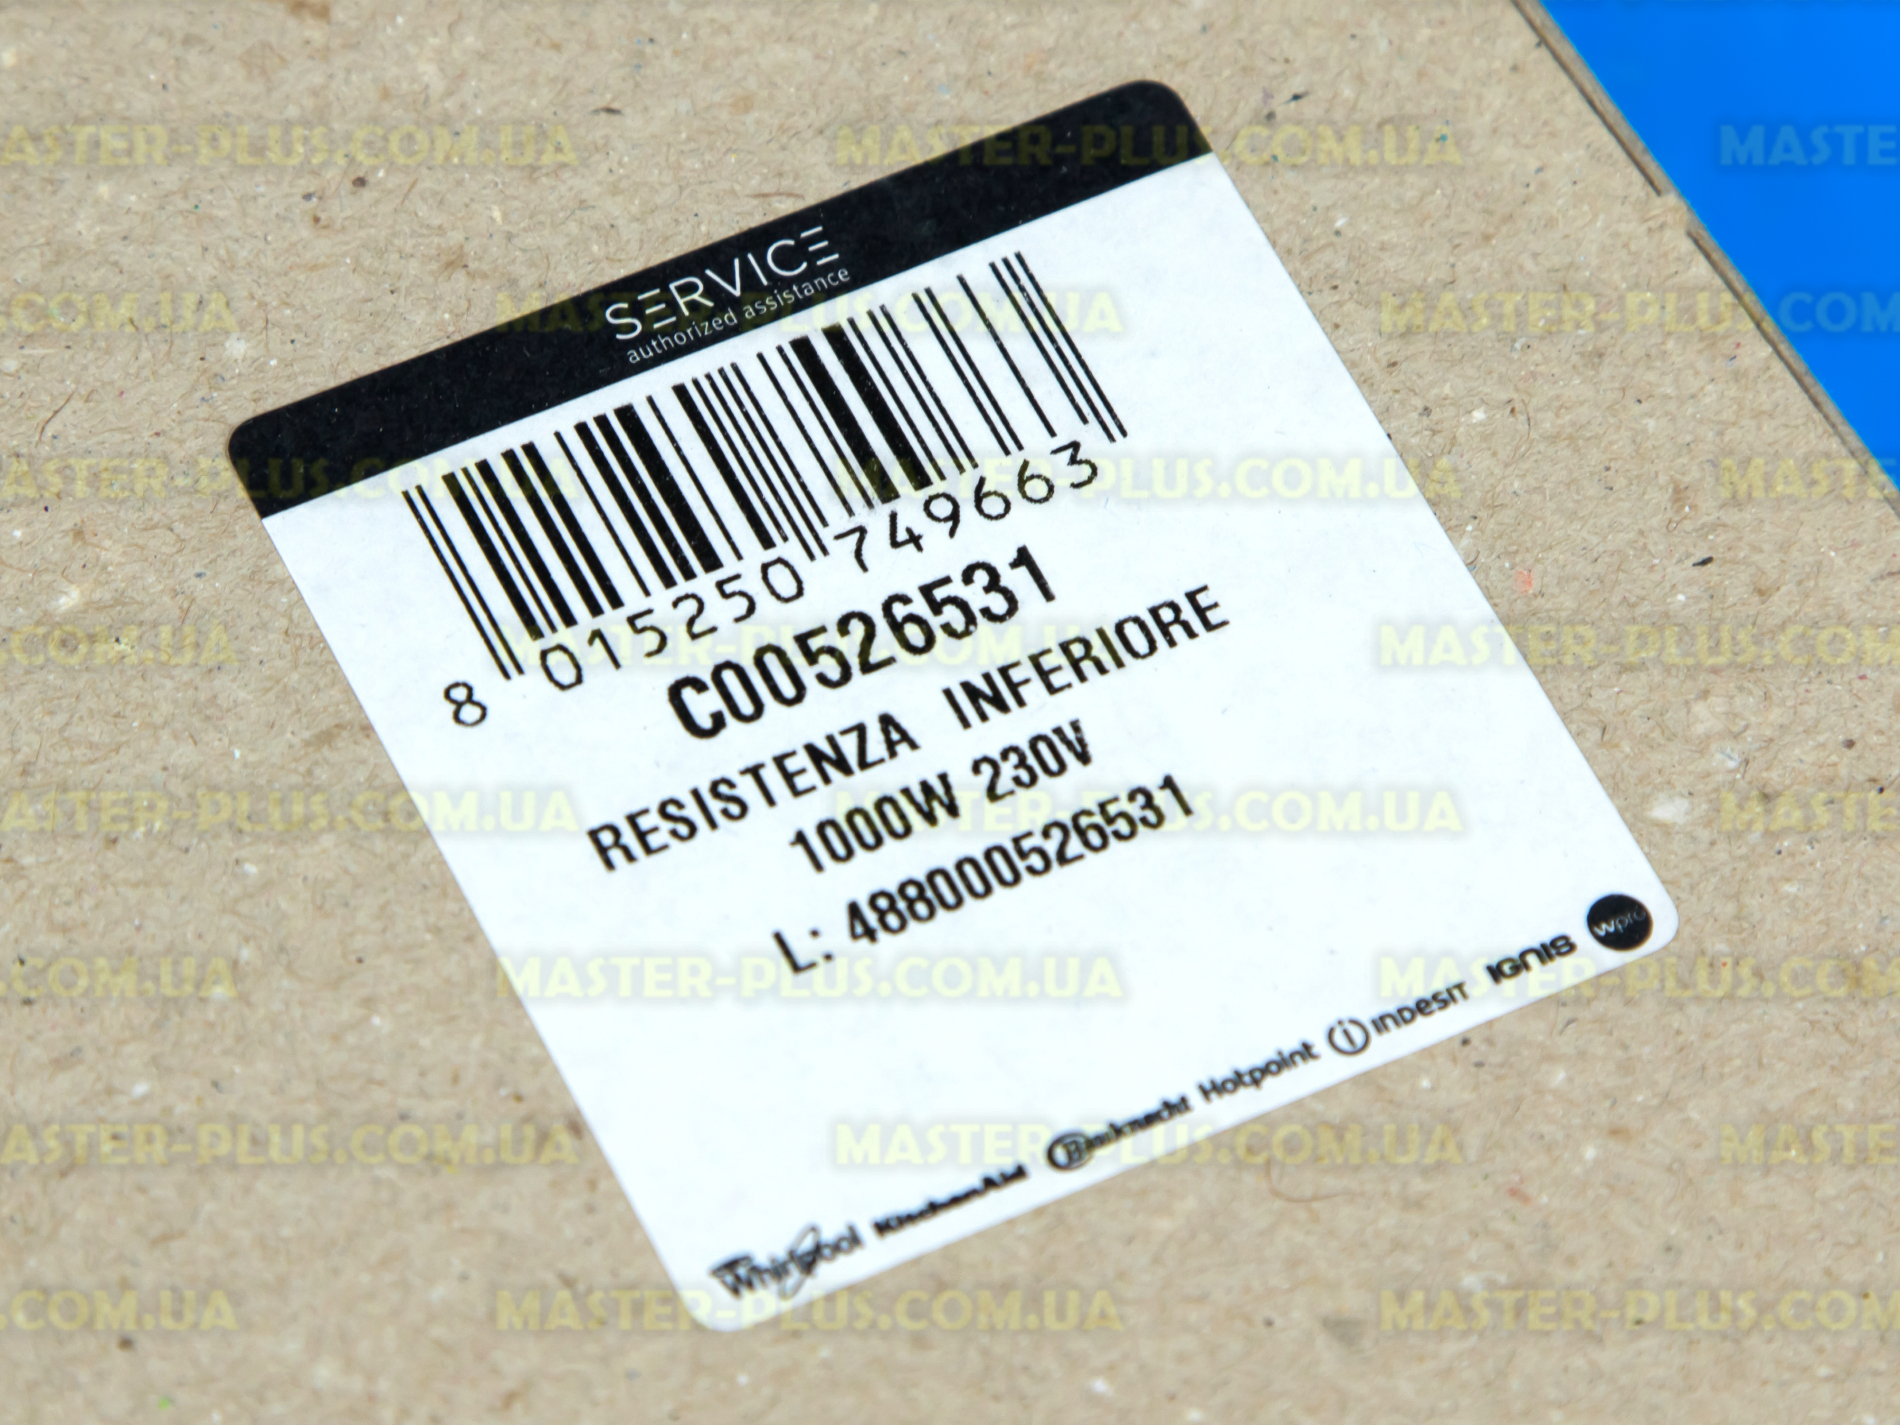 SERVICE
authorized assistance
8 015250 749663
C00526531
RESISTENZA INFERIORE
1000W 230V
L: 488000526531
Whirlpool KitchenAid Bauknecht Hotpoint INDESIT IGNIS wpro
MASTER-PLUS.COM.UA